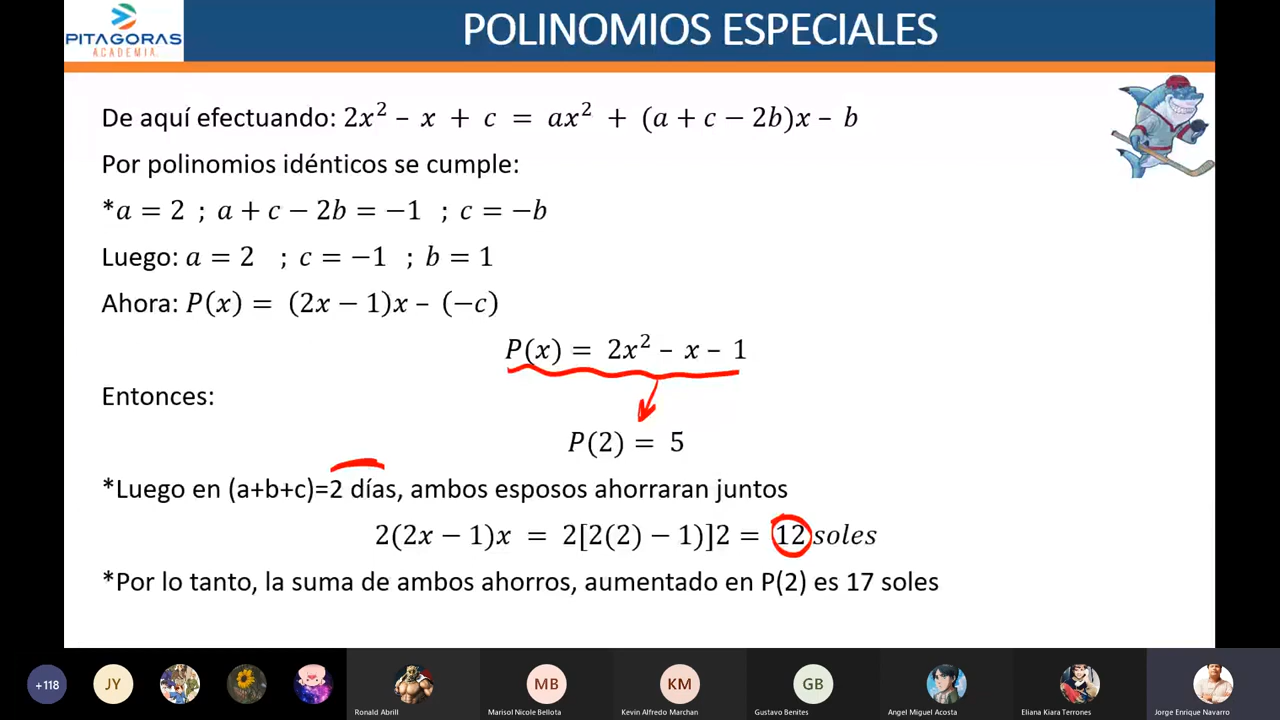 PITAGORAS
ACADEMIA
POLINOMIOS ESPECIALES
De aquí efectuando: 2x² – x + c = ax² + (a + c − 2b)x – b
Por polinomios idénticos se cumple:
*a = 2 ; a + c − 2b = −1 ; c = −b
Luego: a = 2 ; c = −1 ; b = 1
Ahora: P(x) = (2x − 1)x – (−c)
P(x) = 2x² – x – 1
Entonces:
P(2) = 5
*Luego en (a+b+c)=2 días, ambos esposos ahorraran juntos
2(2x − 1)x = 2[2(2) − 1)]2 = 12 soles
*Por lo tanto, la suma de ambos ahorros, aumentado en P(2) es 17 soles
+118 JY MB KM GB
Ronald Abrill Marisol Nicole Bellota Kevin Alfredo Marchan Gustavo Benites Angel Miguel Acosta Eliana Kiara Terrones Jorge Enrique Navarro